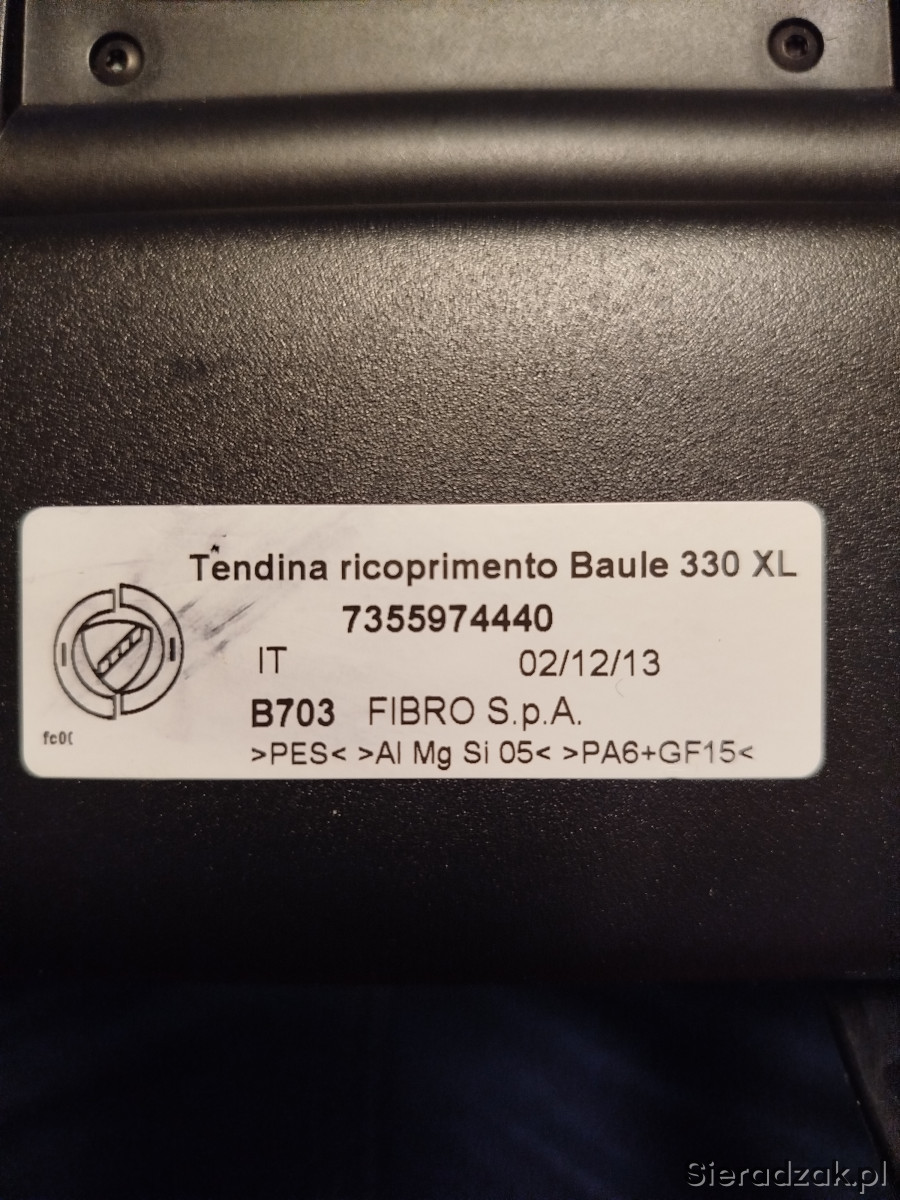 Tendina ricoprimento Baule 330 XL
7355974440
IT 02/12/13
B703 FIBRO S.p.A.
fc0(
>PES< >Al Mg Si 05< >PA6+GF15<
Sieradzak.pl